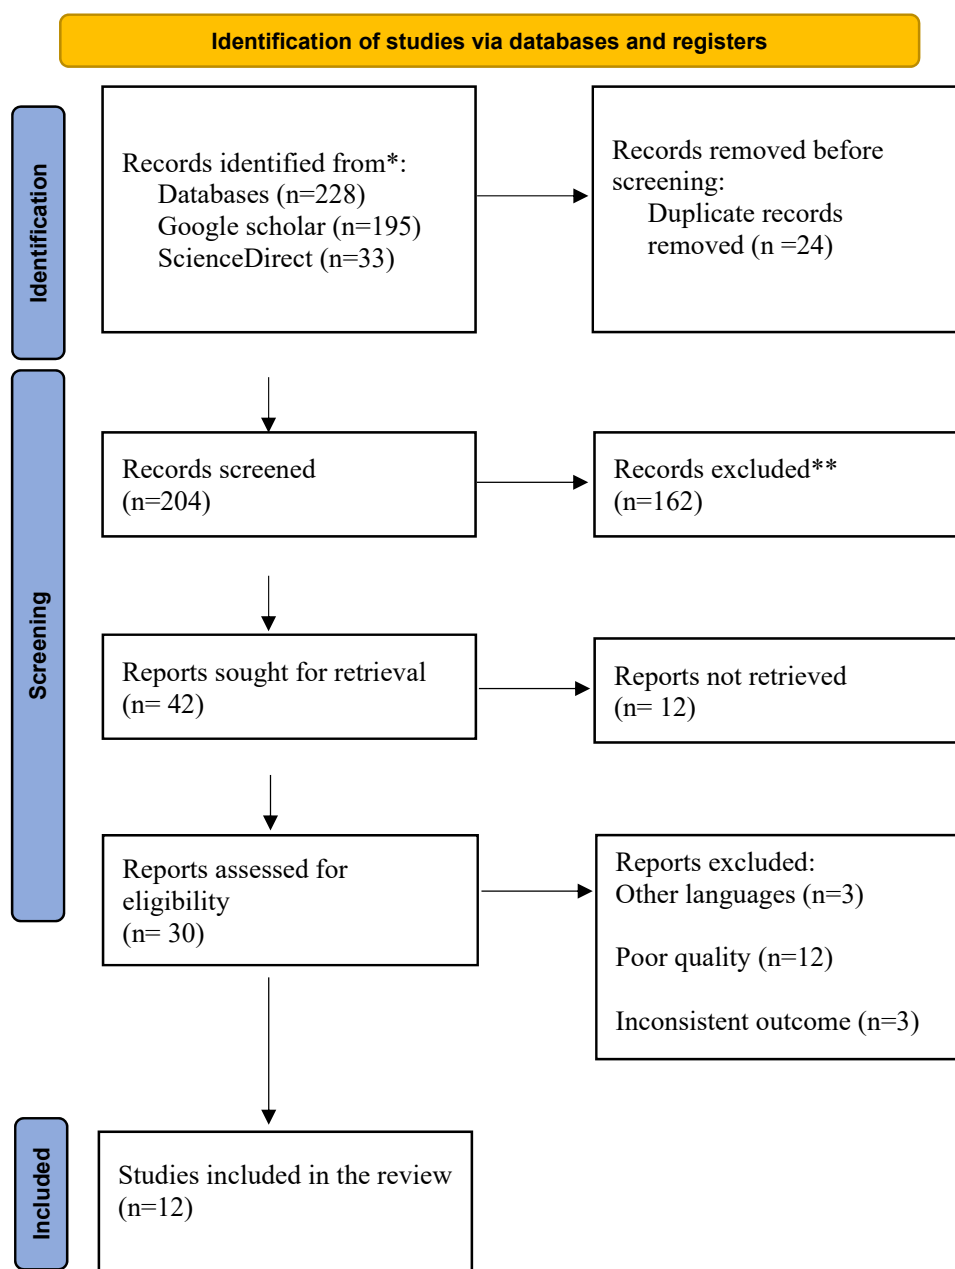 Identification of studies via databases and registers
Identification
Records identified from*:
Databases (n=228)
Google scholar (n=195)
ScienceDirect (n=33)
Records removed before
screening:
Duplicate records
removed (n =24)
Screening
Records screened
(n=204)
Records excluded**
(n=162)
Reports sought for retrieval
(n= 42)
Reports not retrieved
(n= 12)
Reports assessed for
eligibility
(n= 30)
Reports excluded:
Other languages (n=3)
Poor quality (n=12)
Inconsistent outcome (n=3)
Included
Studies included in the review
(n=12)